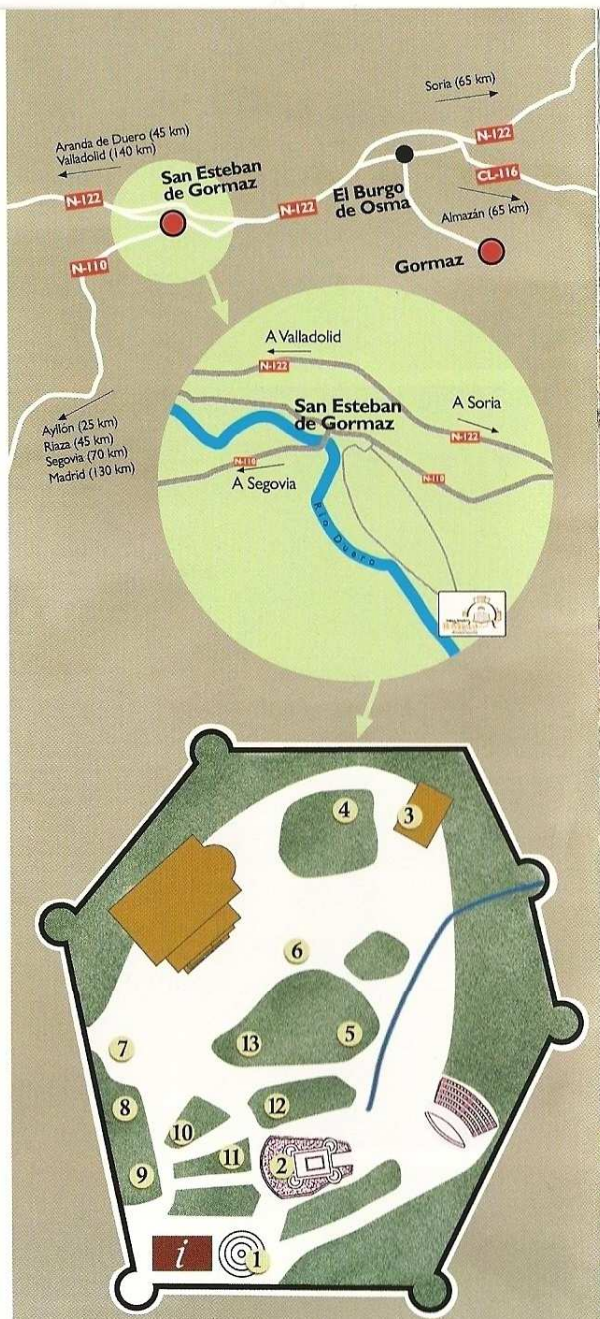 Soria (65 km)
N-122
Aranda de Duero (45 km)
Valladolid (140 km)
San Esteban
de Gormaz
N-122
N-122
CL-116
El Burgo
de Osma
Almazán (65 km)
Gormaz
N-110
Ayllón (25 km)
Riaza (45 km)
Segovia (70 km)
Madrid (130 km)
A Valladolid
N-122
San Esteban
de Gormaz
A Soria
N-122
N-110
N-110
A Segovia
Río Duero
4
3
6
7
13
5
8
12
10
11
2
9
i
1